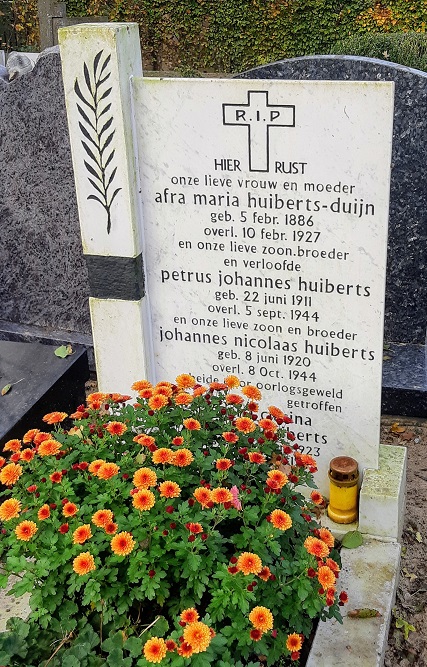 R.I.P
HIER RUST
onze lieve vrouw en moeder
afra maria huiberts-duijn
geb. 5 febr. 1886
overl. 10 febr. 1927
en onze lieve zoon.broeder
en verloofde
petrus johannes huiberts
geb. 22 juni 1911
overl. 5 sept. 1944
en onze lieve zoon en broeder
johannes nicolaas huiberts
geb. 8 juni 1920
overl. 8 Oct. 1944
beide door oorlogsgeweld
getroffen